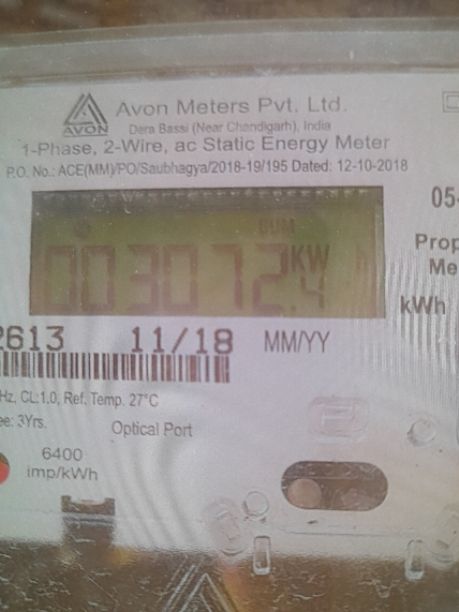 Avon Meters Pvt. Ltd.
AVON
Dera Bassi (Near Chandigarh), India
1-Phase, 2-Wire, ac Static Energy Meter
P.O. No.: ACE(MM)/PO/Saubhagya/2018-19/195 Dated: 12-10-2018
CUM
003072.4 KW h
05
Prop
Me
kWh
2613 11/18 MM/YY
Hz, CL:1.0, Ref. Temp. 27°C
ee: 3Yrs.
Optical Port
6400
imp/kWh